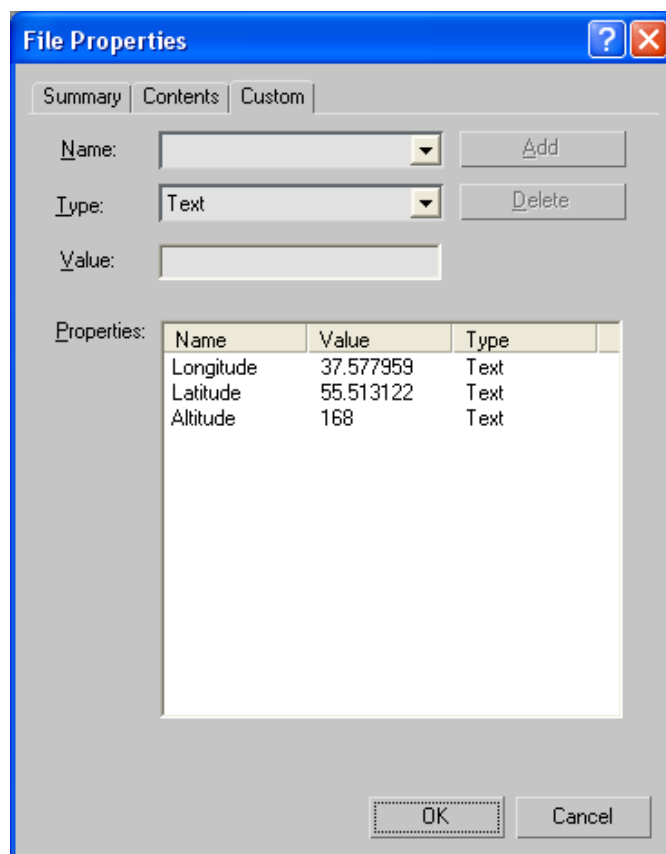 File Properties
Summary Contents Custom
Name: Add
Type: Text Delete
Value:
Properties: Name Value Type
Longitude 37.577959 Text
Latitude 55.513122 Text
Altitude 168 Text
OK Cancel